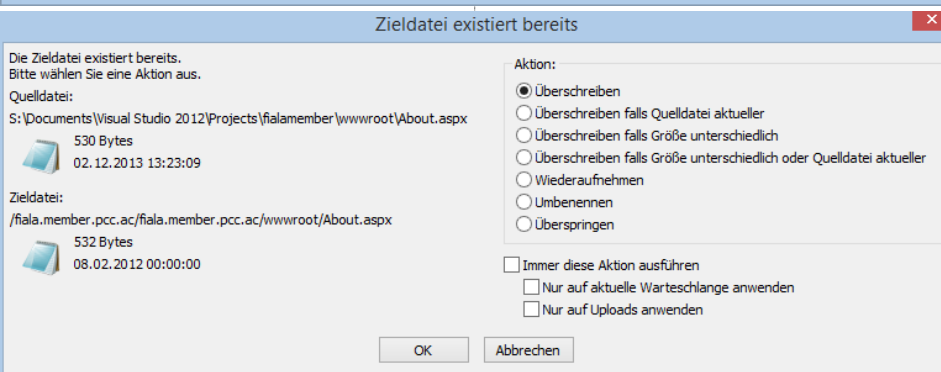 Zieldatei existiert bereits
Die Zieldatei existiert bereits.
Bitte wählen Sie eine Aktion aus.
Quelldatei:
S:\Documents\Visual Studio 2012\Projects\fialamember\wwwroot\About.aspx
530 Bytes
02.12.2013 13:23:09
Zieldatei:
/fiala.member.pcc.ac/fiala.member.pcc.ac/wwwroot/About.aspx
532 Bytes
08.02.2012 00:00:00
Aktion:
Überschreiben
Überschreiben falls Quelldatei aktueller
Überschreiben falls Größe unterschiedlich
Überschreiben falls Größe unterschiedlich oder Quelldatei aktueller
Wiederaufnehmen
Umbenennen
Überspringen
Immer diese Aktion ausführen
Nur auf aktuelle Warteschlange anwenden
Nur auf Uploads anwenden
OK
Abbrechen